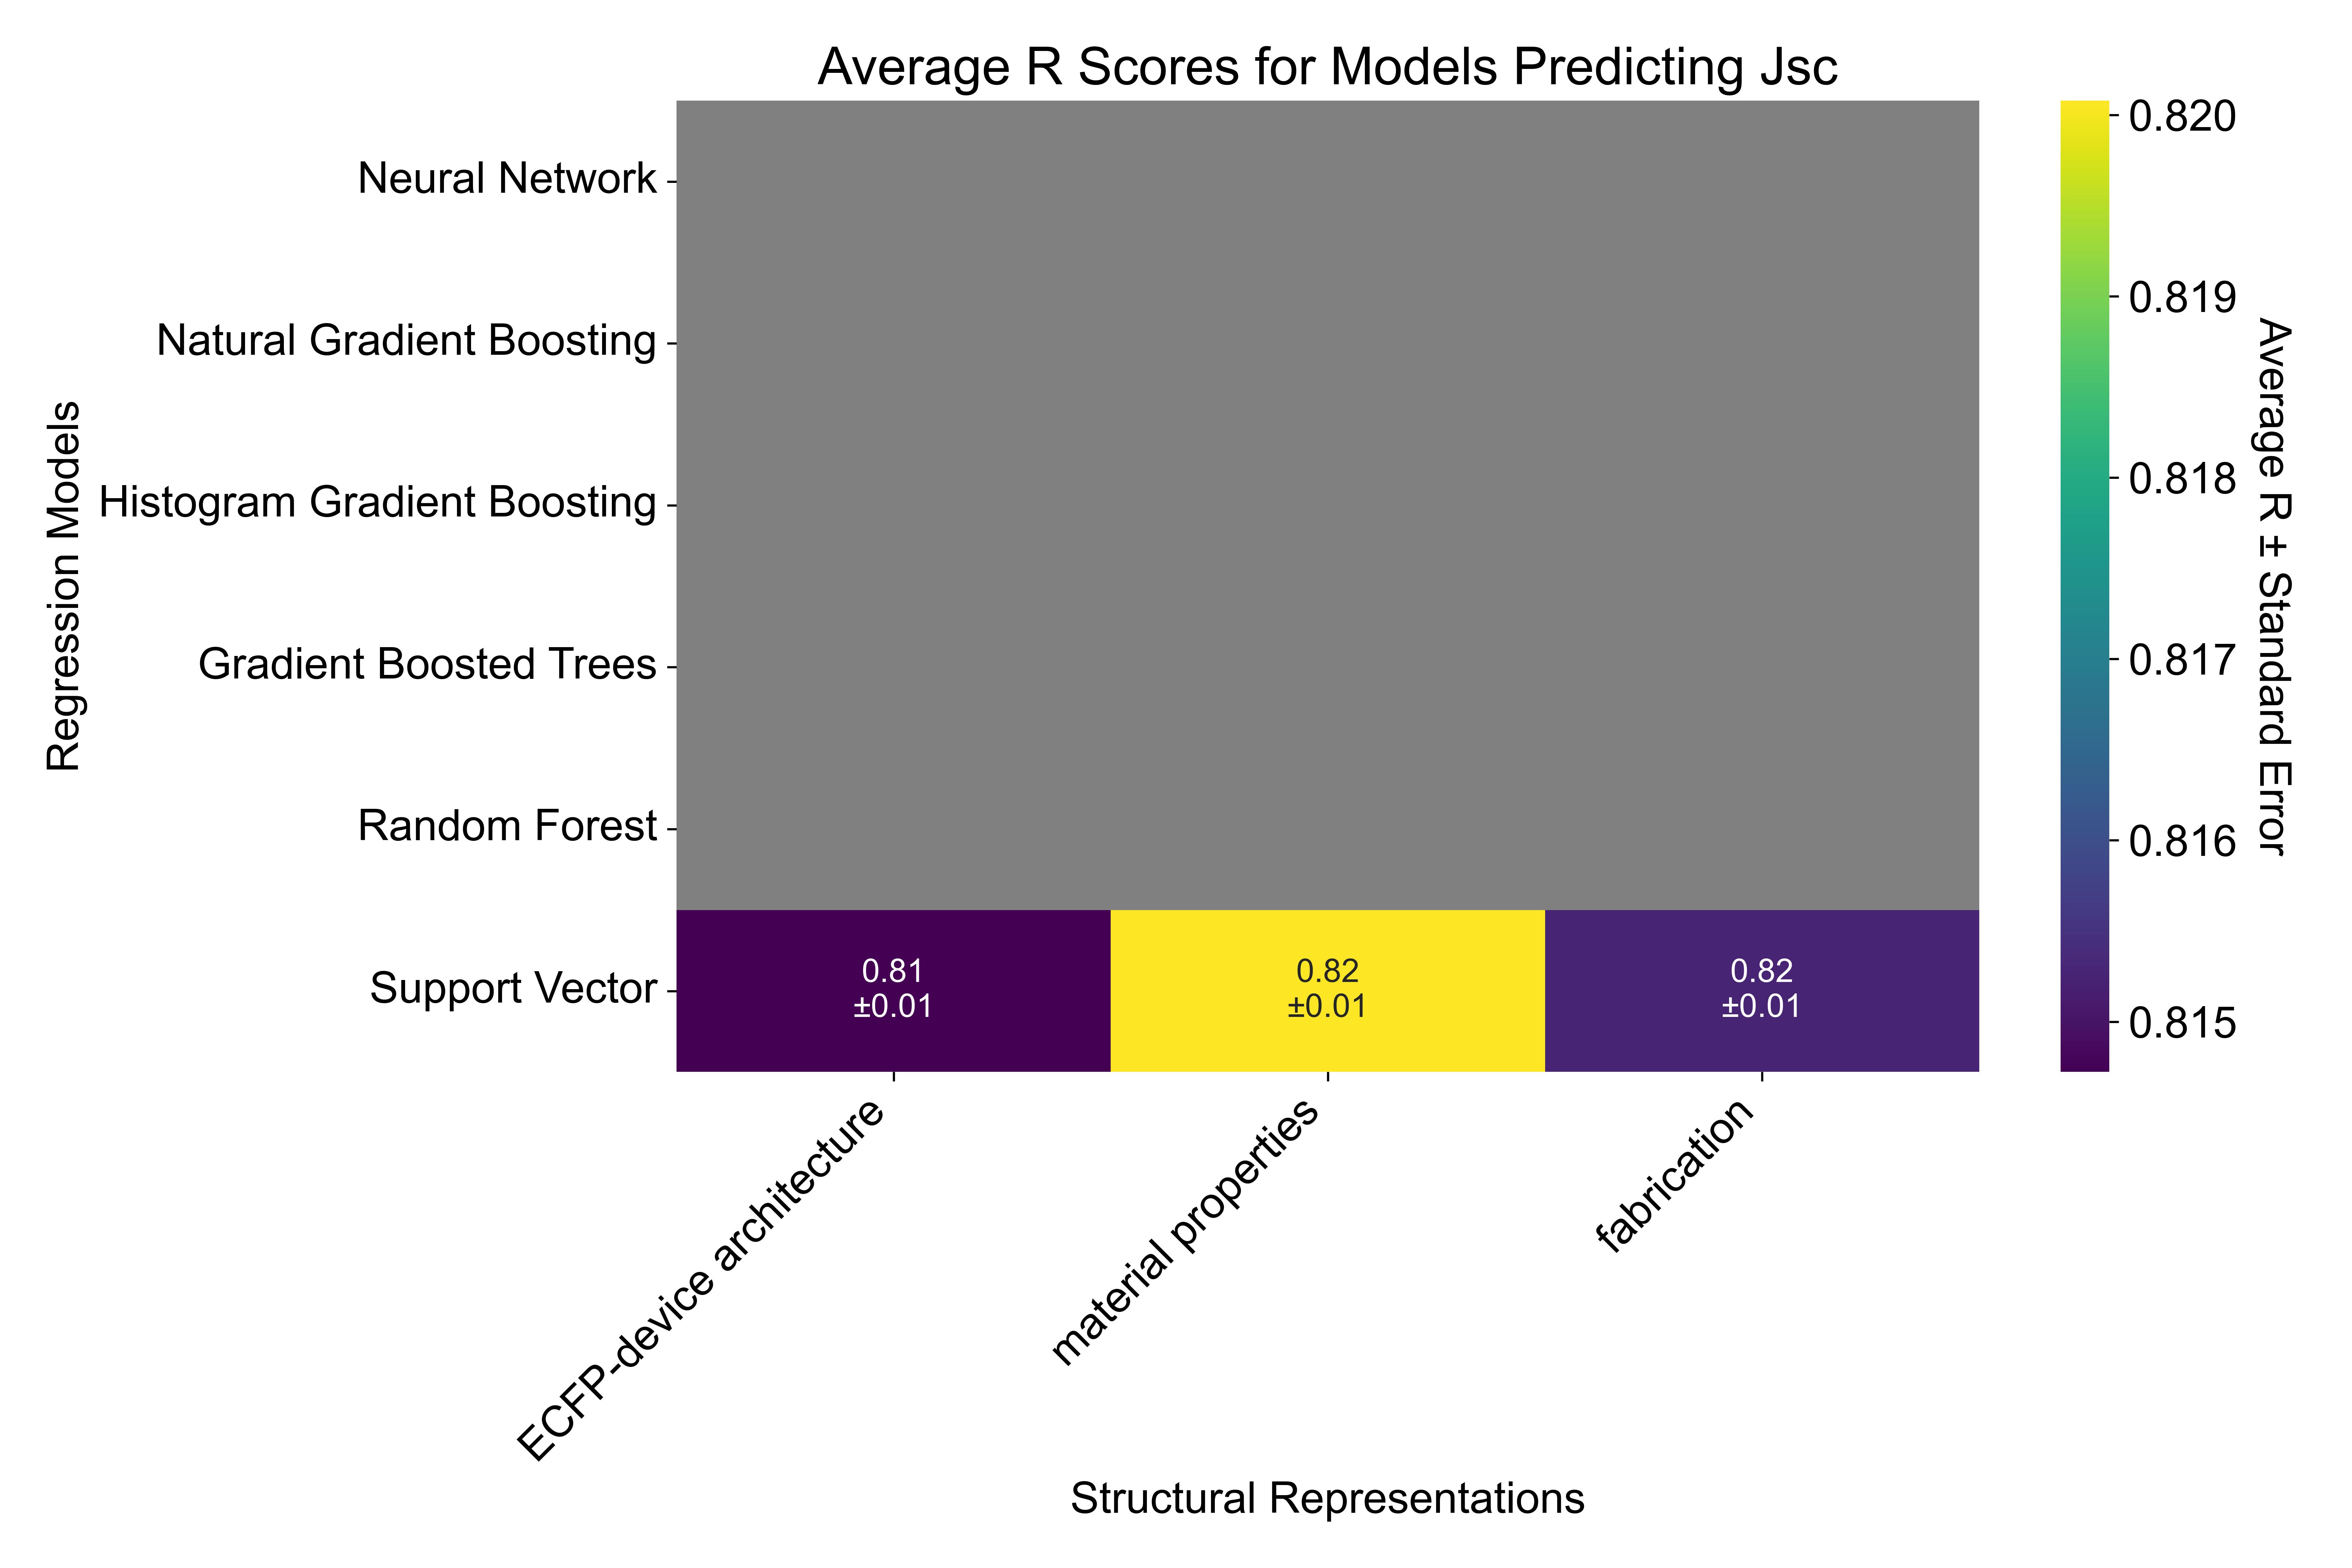 Average R Scores for Models Predicting Jsc
Regression Models
Neural Network
Natural Gradient Boosting
Histogram Gradient Boosting
Gradient Boosted Trees
Random Forest
Support Vector
0.81
±0.01
0.82
±0.01
0.82
±0.01
ECFP-device architecture
material properties
fabrication
Structural Representations
0.820
0.819
0.818
0.817
0.816
0.815
Average R ± Standard Error